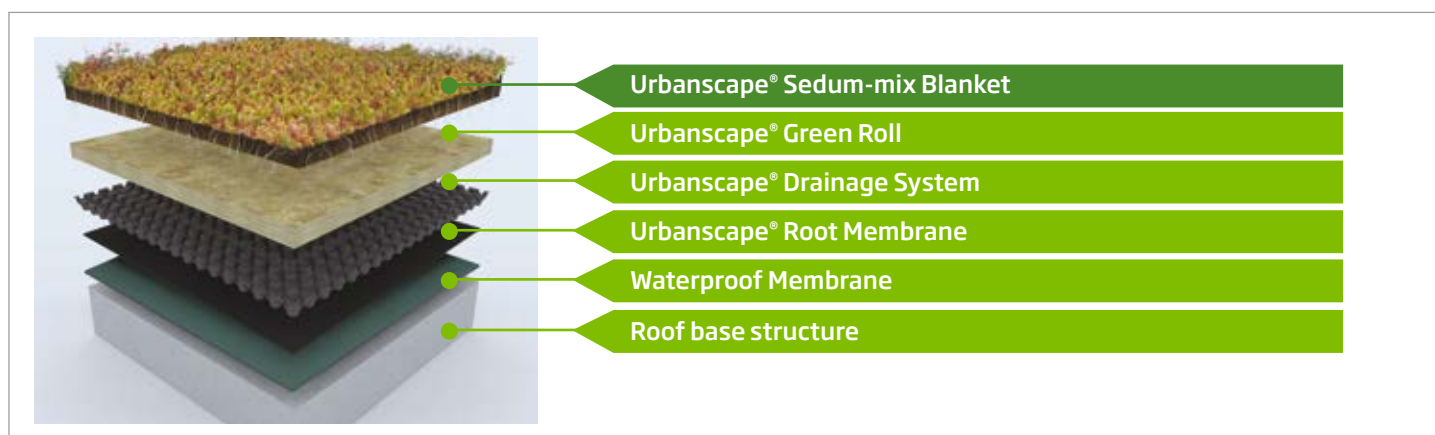 Urbanscape® Sedum-mix Blanket
Urbanscape® Green Roll
Urbanscape® Drainage System
Urbanscape® Root Membrane
Waterproof Membrane
Roof base structure